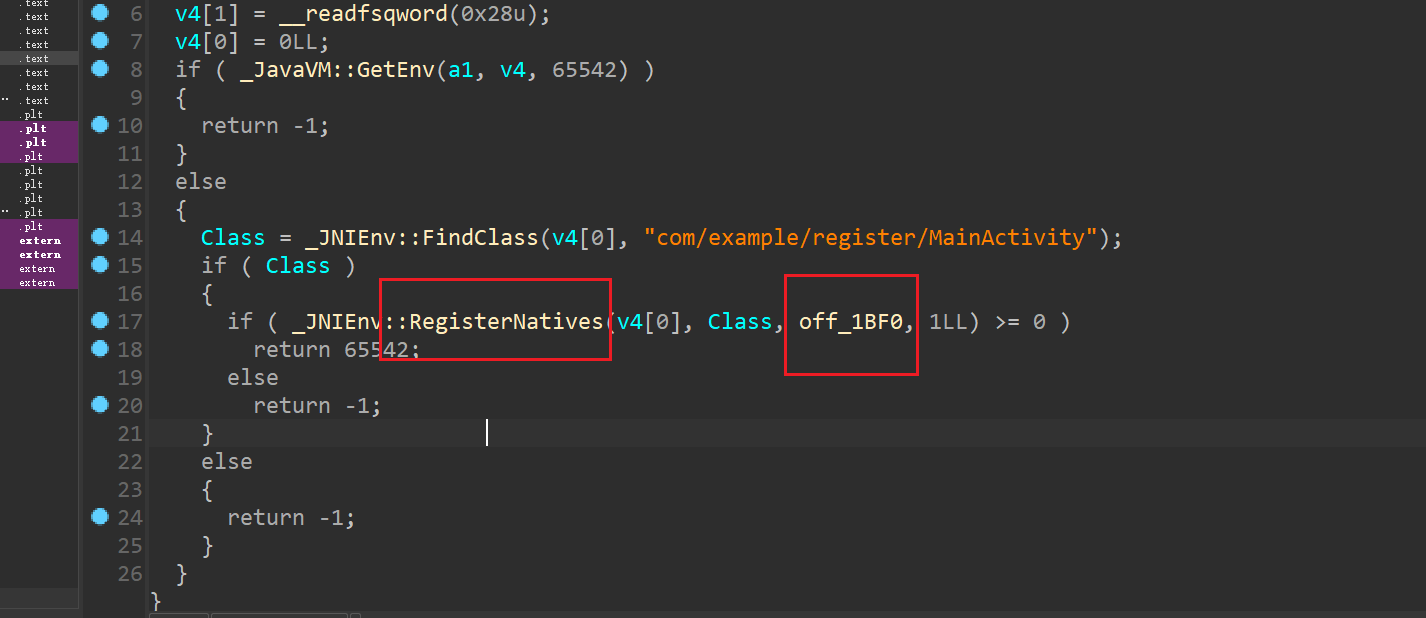 .text
.text
.text
.text
.text
.text
.text
.text
.plt
.plt
.plt
.plt
.plt
.plt
.plt
.plt
.plt
extern
extern
extern
extern
6 v4[1] = __readfsqword(0x28u);
7 v4[0] = 0LL;
8 if ( _JavaVM::GetEnv(a1, v4, 65542) )
9 {
10 return -1;
11 }
12 else
13 {
14 Class = _JNIEnv::FindClass(v4[0], "com/example/register/MainActivity");
15 if ( Class )
16 {
17 if ( _JNIEnv::RegisterNatives(v4[0], Class, off_1BF0, 1LL) >= 0 )
18 return 65542;
19 else
20 return -1;
21 }
22 else
23 {
24 return -1;
25 }
26 }
}